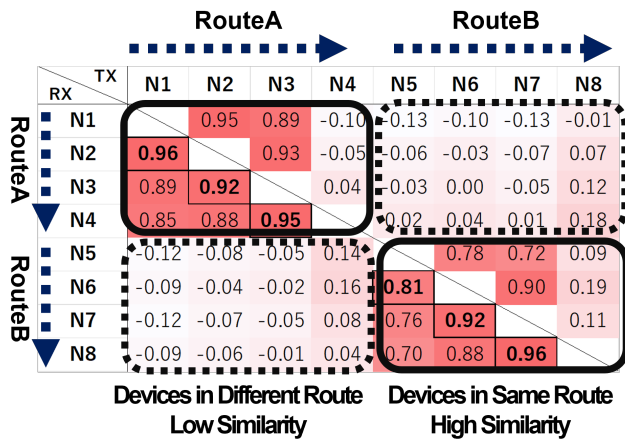 RouteA RouteB
TX RX N1 N2 N3 N4 N5 N6 N7 N8
RouteA
N1 0.95 0.89 -0.10 -0.13 -0.10 -0.13 -0.01
N2 0.96 0.93 -0.05 -0.06 -0.03 -0.07 0.07
N3 0.89 0.92 0.04 -0.03 0.00 -0.05 0.12
N4 0.85 0.88 0.95 0.02 0.04 0.01 0.18
RouteB
N5 -0.12 -0.08 -0.05 0.14 0.78 0.72 0.09
N6 -0.09 -0.04 -0.02 0.16 0.81 0.90 0.19
N7 -0.12 -0.07 -0.05 0.08 0.76 0.92 0.11
N8 -0.09 -0.06 -0.01 0.04 0.70 0.88 0.96
Devices in Different Route Devices in Same Route
Low Similarity High Similarity